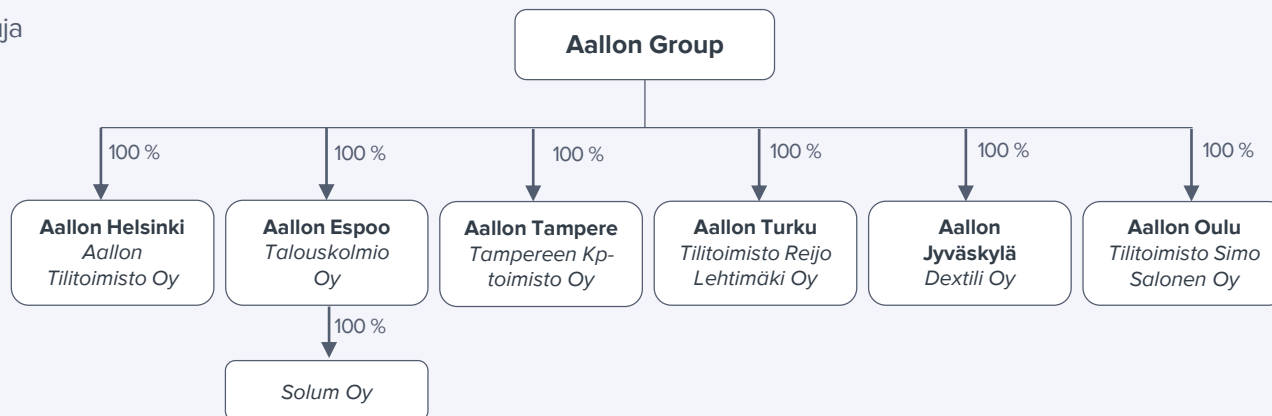 Aallon Group
100 %
100 %
100 %
100 %
100 %
100 %
Aallon Helsinki
Aallon
Tilitoimisto Oy
Aallon Espoo
Talouskolmio
Oy
Aallon Tampere
Tampereen Kp-
toimisto Oy
Aallon Turku
Tilitoimisto Reijo
Lehtimäki Oy
Aallon
Jyväskylä
Dextili Oy
Aallon Oulu
Tilitoimisto Simo
Salonen Oy
100 %
Solum Oy